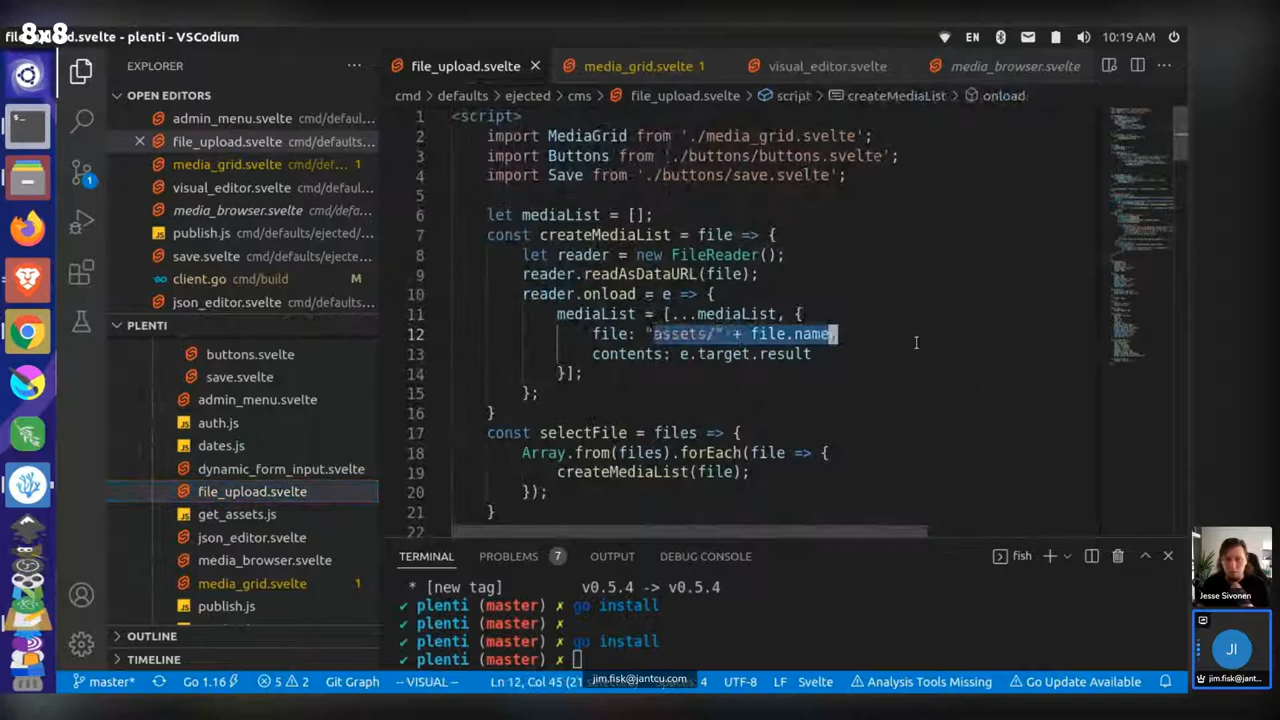 8x8
file_upload.svelte - plenti - VSCodium
EN
10:19 AM
EXPLORER
OPEN EDITORS
admin_menu.svelte cmd/defaul...
file_upload.svelte cmd/defaults...
media_grid.svelte cmd/def... 1
visual_editor.svelte cmd/default...
media_browser.svelte cmd/defa...
publish.js cmd/defaults/ejected/...
save.svelte cmd/defaults/ejecte...
client.go cmd/build M
json_editor.svelte cmd/defaults...
PLENTI
buttons.svelte
save.svelte
admin_menu.svelte
auth.js
dates.js
dynamic_form_input.svelte
file_upload.svelte
get_assets.js
json_editor.svelte
media_browser.svelte
media_grid.svelte 1
publish.js
OUTLINE
TIMELINE
file_upload.svelte
media_grid.svelte 1
visual_editor.svelte
media_browser.svelte
cmd > defaults > ejected > cms > file_upload.svelte > script > createMediaList > onload
1 <script>
2 import MediaGrid from './media_grid.svelte';
3 import Buttons from './buttons/buttons.svelte';
4 import Save from './buttons/save.svelte';
5
6 let mediaList = [];
7 const createMediaList = file => {
8 let reader = new FileReader();
9 reader.readAsDataURL(file);
10 reader.onload = e => {
11 mediaList = [...mediaList, {
12 file: "assets/" + file.name,
13 contents: e.target.result
14 }];
15 };
16 }
17 const selectFile = files => {
18 Array.from(files).forEach(file => {
19 createMediaList(file);
20 });
21 }
22
TERMINAL PROBLEMS 7 OUTPUT DEBUG CONSOLE
fish
* [new tag] v0.5.4 -> v0.5.4
✔ plenti (master) ✗ go install
✔ plenti (master) ✗
✔ plenti (master) ✗ go install
✔ plenti (master) ✗
Jesse Sivonen
JI
jim.fisk@jant...
master* Go 1.16 5 2 Git Graph -- VISUAL -- Ln 12, Col 45 (21 4 UTF-8 LF Svelte Analysis Tools Missing Go Update Available
jim.fisk@jantcu.com